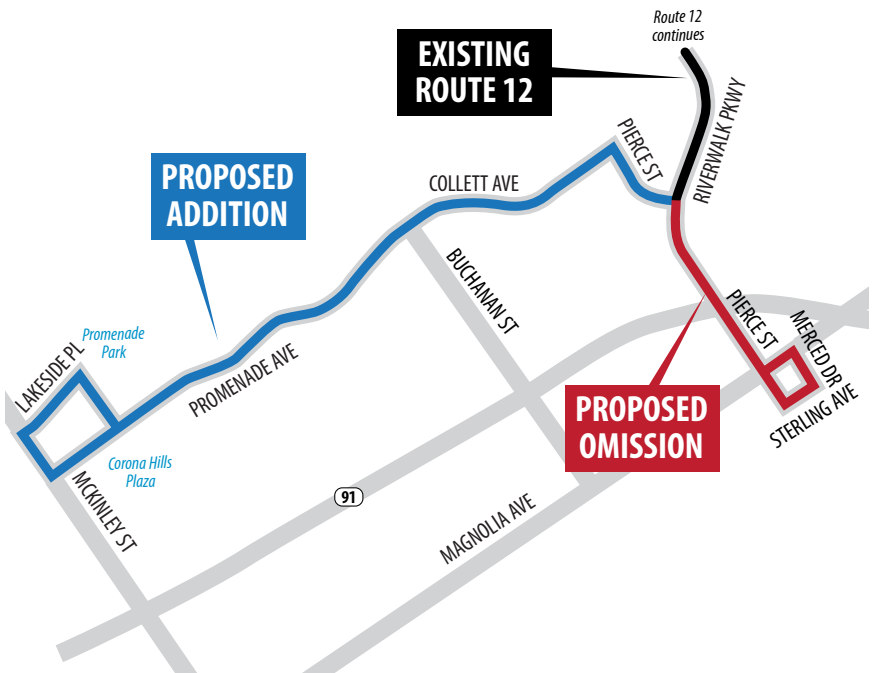 Route 12
continues
EXISTING
ROUTE 12
RIVERWALK PKWY
PIERCE ST
COLLETT AVE
PROPOSED
ADDITION
BUCHANAN ST
PIERCE ST
MERCED DR
Promenade
Park
LAKESIDE PL
PROMENADE AVE
PROPOSED
OMISSION
STERLING AVE
Corona Hills
Plaza
MCKINLEY ST
91
MAGNOLIA AVE